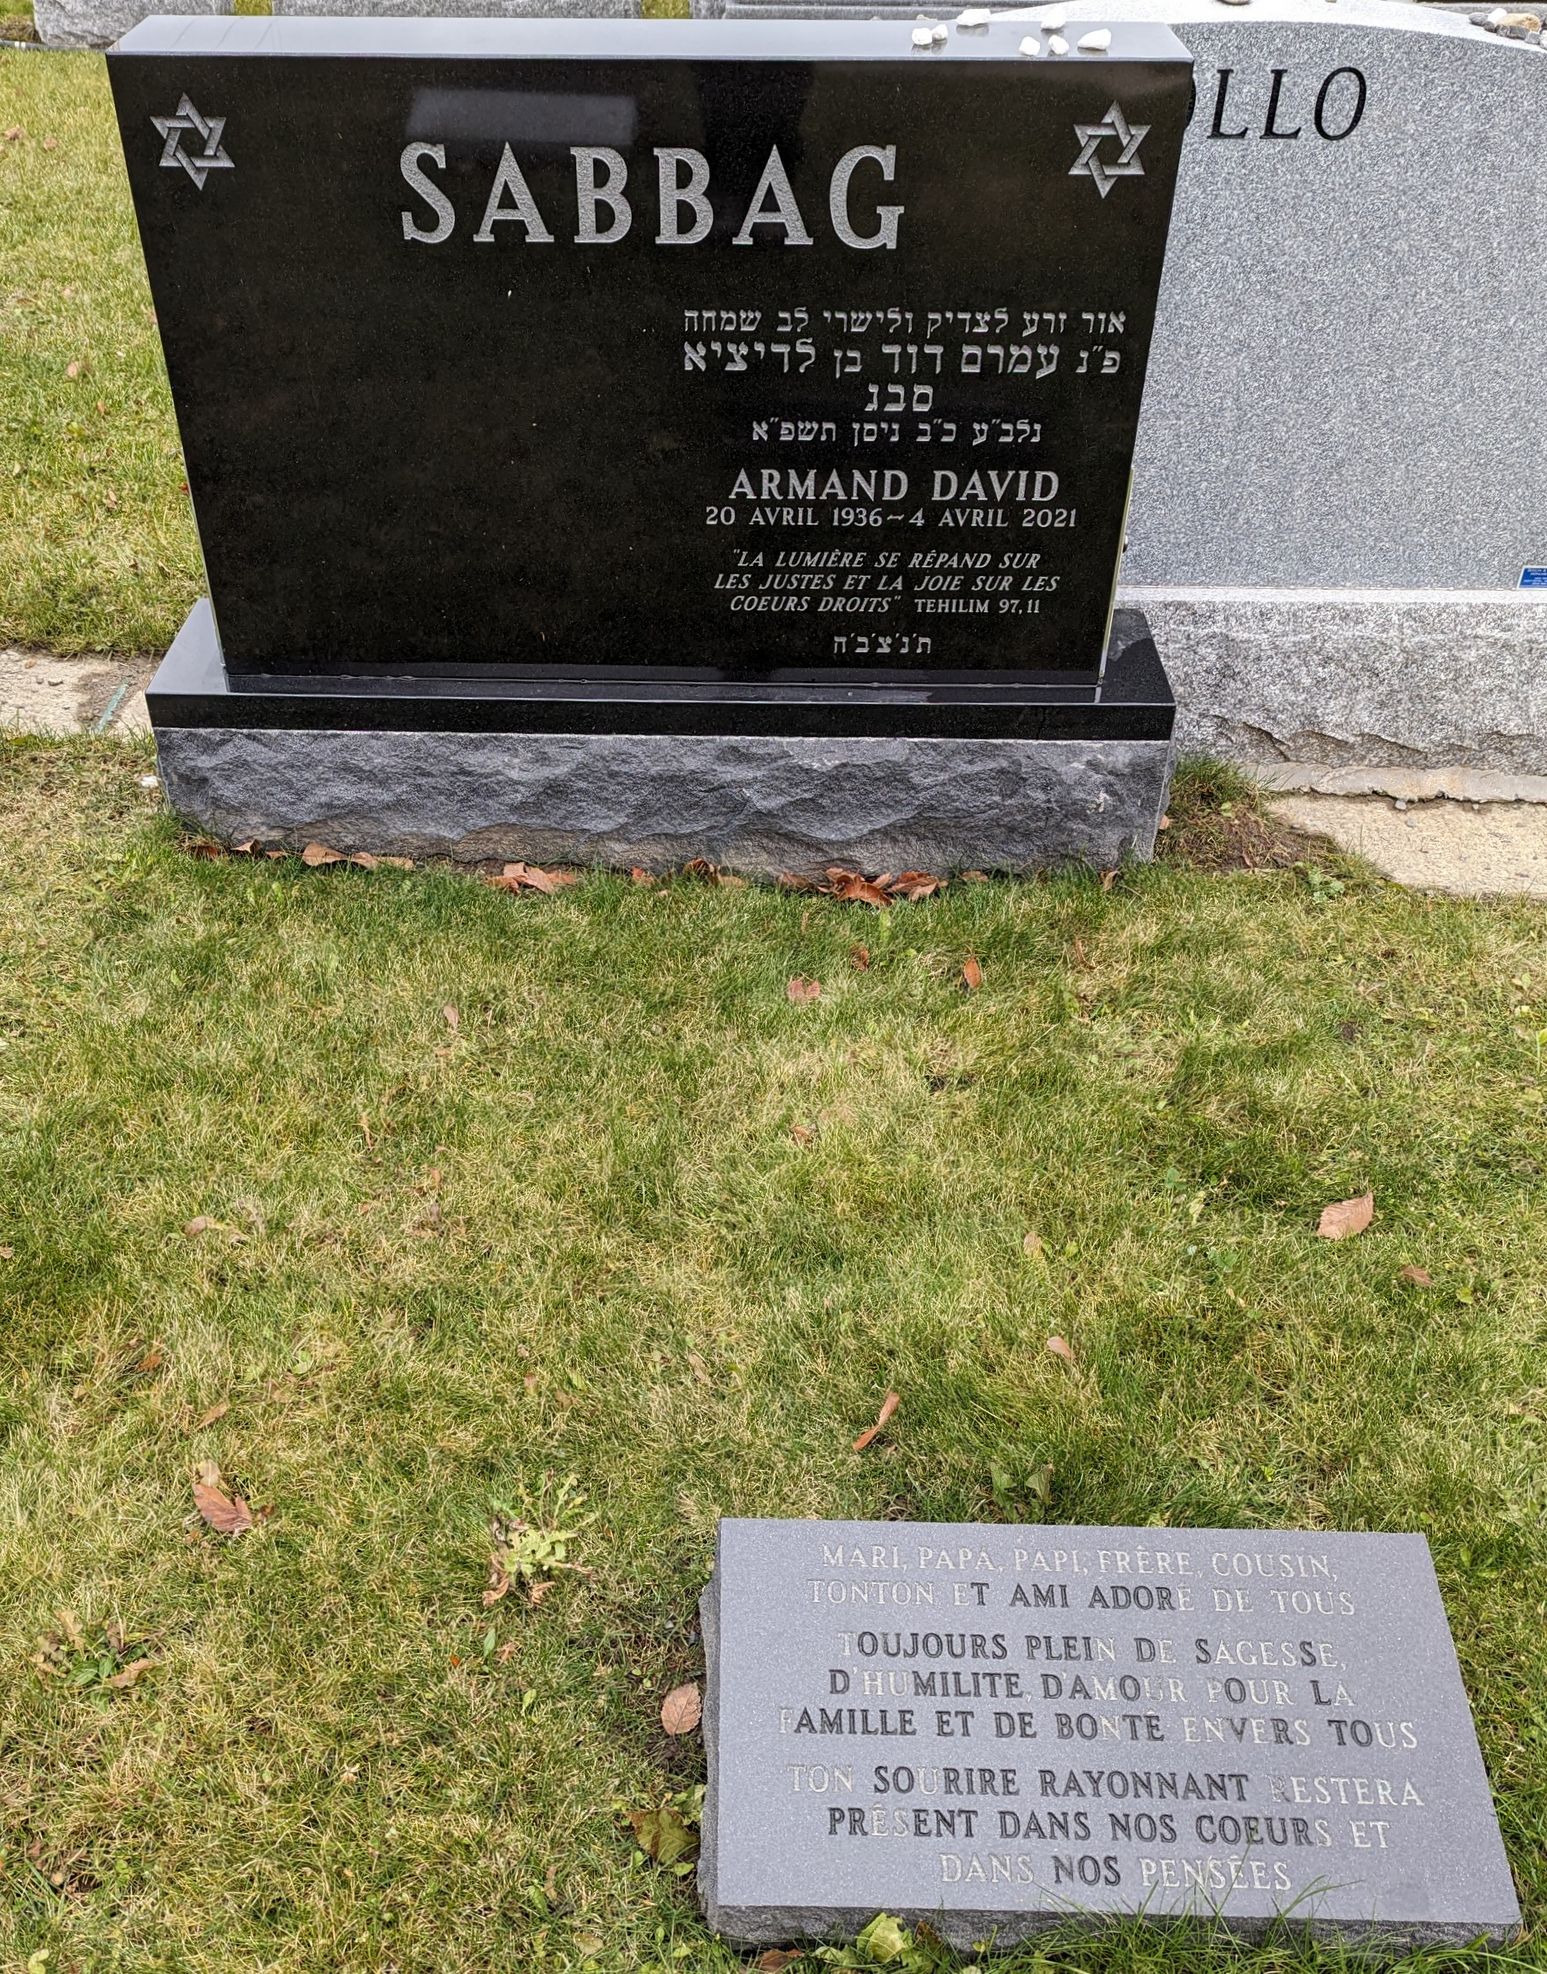 SABBAG
אור זרע לצדיק ולישרי לב שמחה
פ״נ עמרם דוד בן לדיציא
סבג
נלב״ע כ״ב ניסן תשפ״א
ARMAND DAVID
20 AVRIL 1936~4 AVRIL 2021
"LA LUMIÈRE SE RÉPAND SUR
LES JUSTES ET LA JOIE SUR LES
COEURS DROITS" TEHILIM 97,11
ת׳נ׳צ׳ב׳ה
OLLO
MARI, PAPA, PAPI, FRÈRE, COUSIN,
TONTON ET AMI ADORÉ DE TOUS
TOUJOURS PLEIN DE SAGESSE,
D'HUMILITE, D'AMOUR POUR LA
FAMILLE ET DE BONTÉ ENVERS TOUS
TON SOURIRE RAYONNANT RESTERA
PRÉSENT DANS NOS COEURS ET
DANS NOS PENSÉES